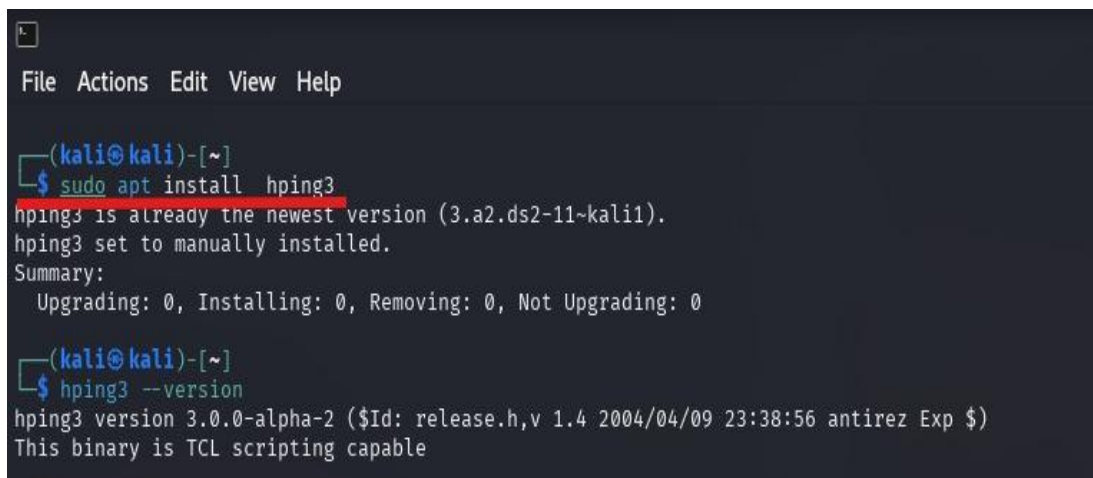 File Actions Edit View Help
┌──(kali㉿kali)-[~]
└─$ sudo apt install  hping3
hping3 is already the newest version (3.a2.ds2-11~kali1).
hping3 set to manually installed.
Summary:
  Upgrading: 0, Installing: 0, Removing: 0, Not Upgrading: 0
┌──(kali㉿kali)-[~]
└─$ hping3 --version
hping3 version 3.0.0-alpha-2 ($Id: release.h,v 1.4 2004/04/09 23:38:56 antirez Exp $)
This binary is TCL scripting capable